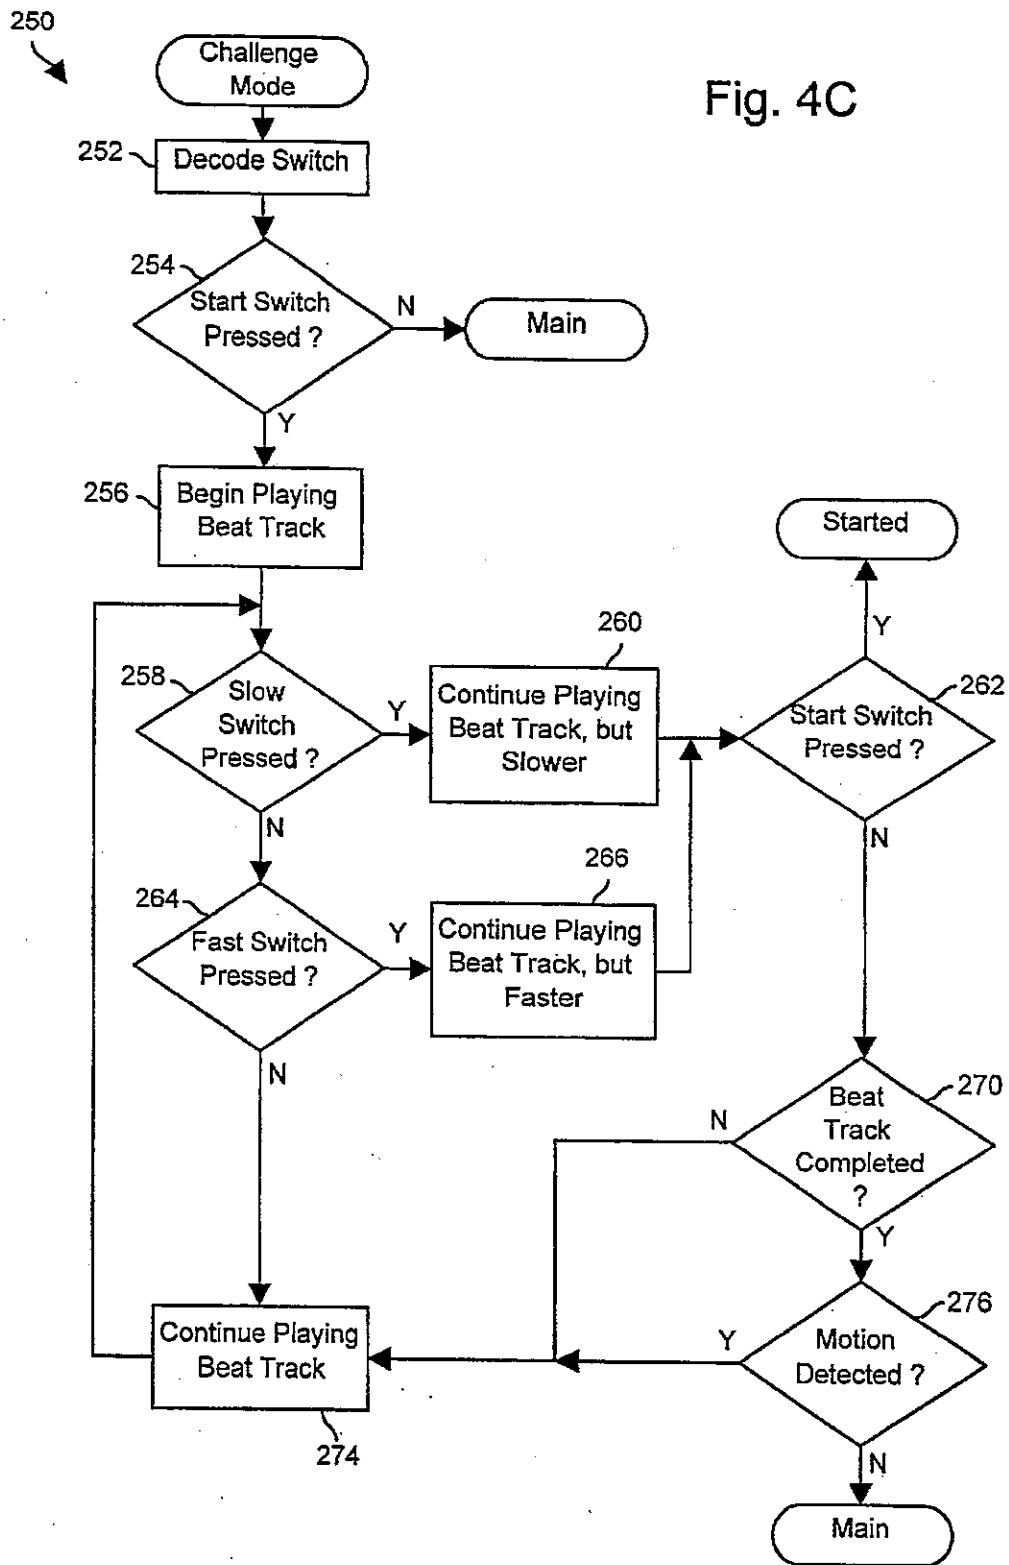 250
Challenge
Mode
Fig. 4C
252
Decode Switch
254
Start Switch
Pressed ?
N
Main
Y
256
Begin Playing
Beat Track
Started
Y
258
Slow
Switch
Pressed ?
Y
260
Continue Playing
Beat Track, but
Slower
262
Start Switch
Pressed ?
N
N
264
Fast Switch
Pressed ?
Y
266
Continue Playing
Beat Track, but
Faster
N
270
Beat
Track
Completed
?
N
Y
276
Motion
Detected ?
Y
Continue Playing
Beat Track
274
N
Main